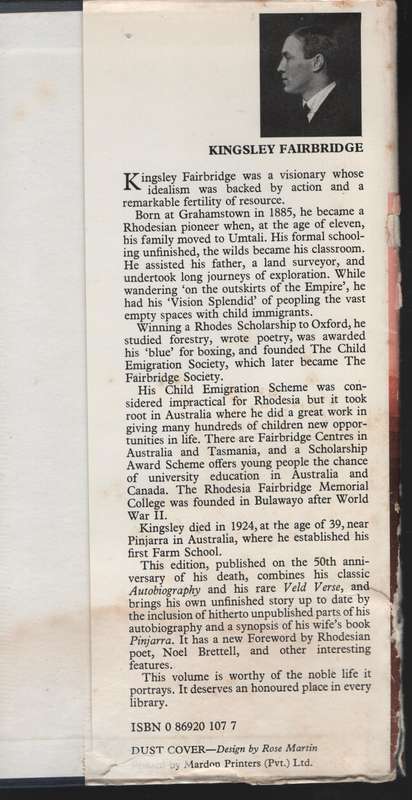 KINGSLEY FAIRBRIDGE
Kingsley Fairbridge was a visionary whose
idealism was backed by action and a
remarkable fertility of resource.
Born at Grahamstown in 1885, he became a
Rhodesian pioneer when, at the age of eleven,
his family moved to Umtali. His formal school-
ing unfinished, the wilds became his classroom.
He assisted his father, a land surveyor, and
undertook long journeys of exploration. While
wandering ‘on the outskirts of the Empire’, he
had his ‘Vision Splendid’ of peopling the vast
empty spaces with child immigrants.
Winning a Rhodes Scholarship to Oxford, he
studied forestry, wrote poetry, was awarded
his ‘blue’ for boxing, and founded The Child
Emigration Society, which later became The
Fairbridge Society.
His Child Emigration Scheme was con-
sidered impractical for Rhodesia but it took
root in Australia where he did a great work in
giving many hundreds of children new oppor-
tunities in life. There are Fairbridge Centres in
Australia and Tasmania, and a Scholarship
Award Scheme offers young people the chance
of university education in Australia and
Canada. The Rhodesia Fairbridge Memorial
College was founded in Bulawayo after World
War II.
Kingsley died in 1924, at the age of 39, near
Pinjarra in Australia, where he established his
first Farm School.
This edition, published on the 50th anni-
versary of his death, combines his classic
Autobiography and his rare Veld Verse, and
brings his own unfinished story up to date by
the inclusion of hitherto unpublished parts of his
autobiography and a synopsis of his wife's book
Pinjarra. It has a new Foreword by Rhodesian
poet, Noel Brettell, and other interesting
features.
This volume is worthy of the noble life it
portrays. It deserves an honoured place in every
library.
ISBN 0 86920 107 7
DUST COVER—Design by Rose Martin
by Mardon Printers (Pvt.) Ltd.